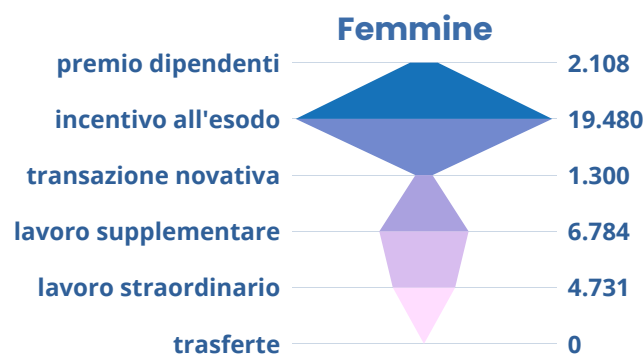 Femmine
premio dipendenti 2.108
incentivo all'esodo 19.480
transazione novativa 1.300
lavoro supplementare 6.784
lavoro straordinario 4.731
trasferte 0